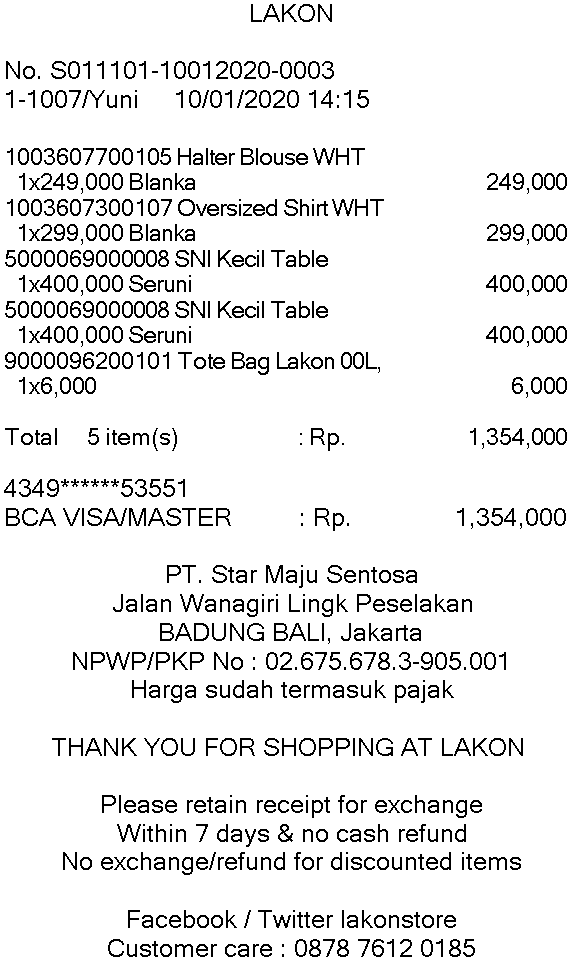 LAKON
No. S011101-10012020-0003
1-1007/Yuni 10/01/2020 14:15
1003607700105 Halter Blouse WHT
1x249,000 Blanka 249,000
1003607300107 Oversized Shirt WHT
1x299,000 Blanka 299,000
5000069000008 SNI Kecil Table
1x400,000 Seruni 400,000
5000069000008 SNI Kecil Table
1x400,000 Seruni 400,000
9000096200101 Tote Bag Lakon 00L,
1x6,000 6,000
Total 5 item(s) : Rp. 1,354,000
4349******53551
BCA VISA/MASTER : Rp. 1,354,000
PT. Star Maju Sentosa
Jalan Wanagiri Lingk Peselakan
BADUNG BALI, Jakarta
NPWP/PKP No : 02.675.678.3-905.001
Harga sudah termasuk pajak
THANK YOU FOR SHOPPING AT LAKON
Please retain receipt for exchange
Within 7 days & no cash refund
No exchange/refund for discounted items
Facebook / Twitter lakonstore
Customer care : 0878 7612 0185